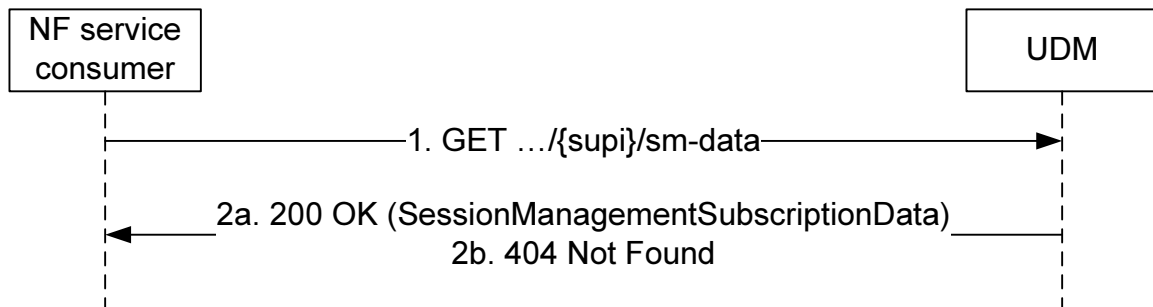 NF service
consumer
UDM
1. GET …/{supi}/sm-data
2a. 200 OK (SessionManagementSubscriptionData)
2b. 404 Not Found